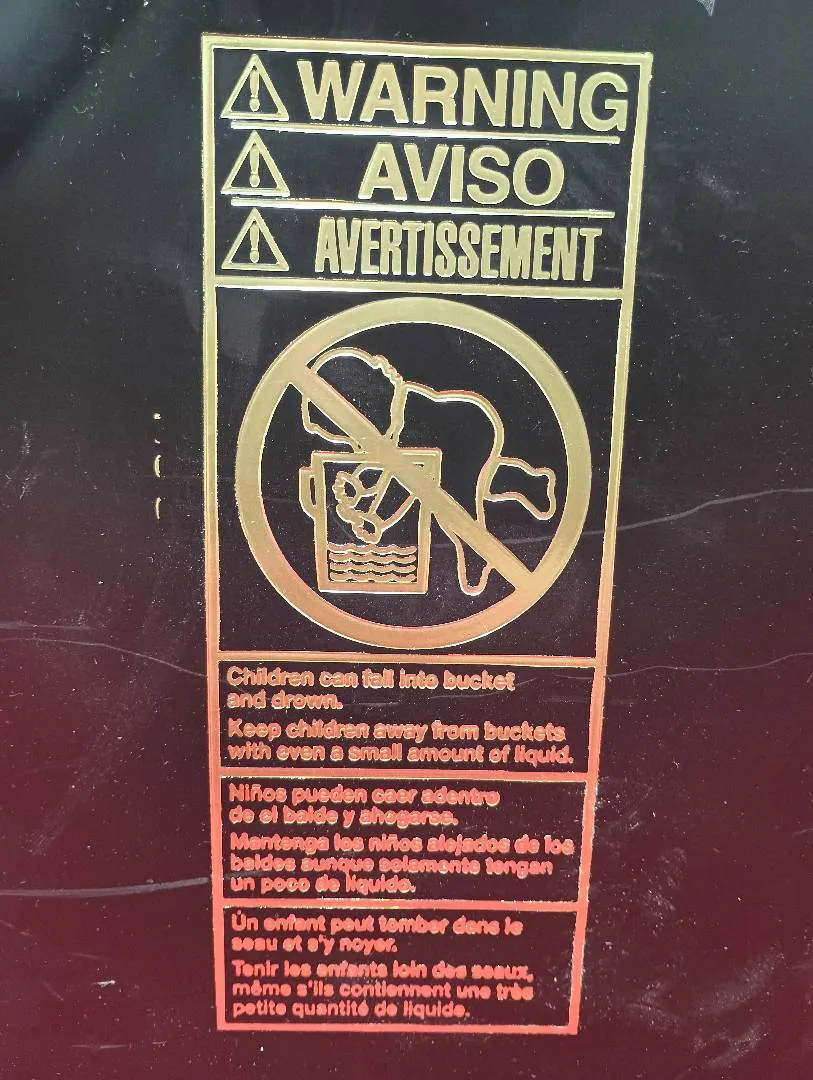 WARNING
AVISO
AVERTISSEMENT
Children can fall into bucket
and drown.
Keep children away from buckets
with even a small amount of liquid.
Niños pueden caer adentro
de el balde y ahogarse.
Mantenga los niños alejados de los
baldes aunque solamente tengan
un poco de liquido.
Un enfant peut tomber dans le
seau et s'y noyer.
Tenir les enfants loin des seaux,
même s'ils contiennent une très
petite quantité de liquide.